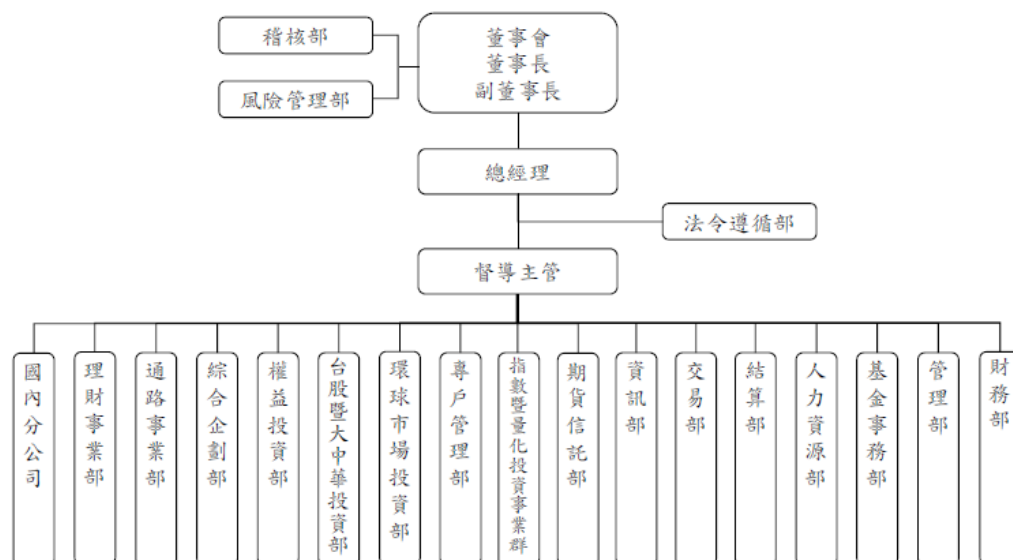 稽核部
風險管理部
董事會
董事長
副董事長
總經理
法令遵循部
督導主管
國內分公司
理財事業部
通路事業部
綜合企劃部
權益投資部
台股暨大中華投資部
環球市場投資部
專戶管理部
指數暨量化投資事業群
期貨信託部
資訊部
交易部
結算部
人力資源部
基金事務部
管理部
財務部